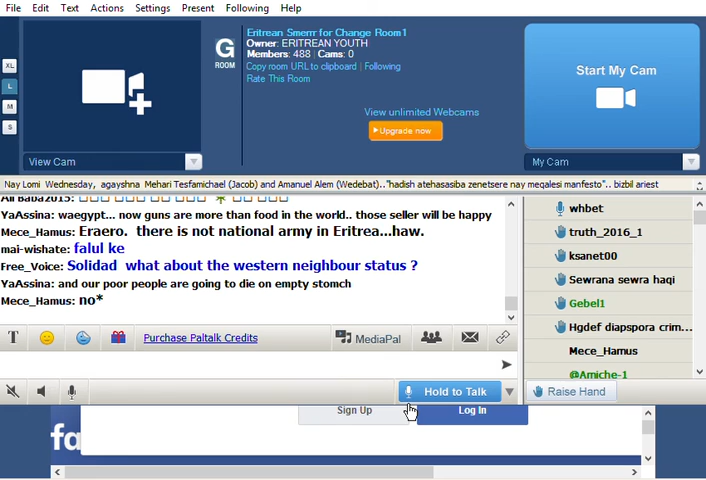 File Edit Text Actions Settings Present Following Help
XL
L
M
S
View Cam
G
ROOM
Eritrean Smerrr for Change Room1
Owner: ERITREAN YOUTH
Members: 488 Cams: 0
Copy room URL to clipboard | Following
Rate This Room
View unlimited Webcams
Upgrade now
Start My Cam
My Cam
Nay Lomi Wednesday, agayshna Mehari Tesfamichael (Jacob) and Amanuel Alem (Wedebat)..."hadish atehasasiba zenetsere nay meqalesi manfesto".. bizbil ariest
Ali Baba2015:
YaAssina: waegypt... now guns are more than food in the world.. those seller will be happy
Mece_Hamus: Eraero. there is not national army in Eritrea...haw.
mai-wishate: falul ke
Free_Voice: Solidad what about the western neighbour status ?
YaAssina: and our poor people are going to die on empty stomch
Mece_Hamus: no*
whbet
truth_2016_1
ksanet00
Sewrana sewra haqi
Gebel1
Hgdef diapspora crim...
Mece_Hamus
@Amiche-1
T Purchase Paltalk Credits MediaPal
Hold to Talk
Raise Hand
fa
Sign Up Log In